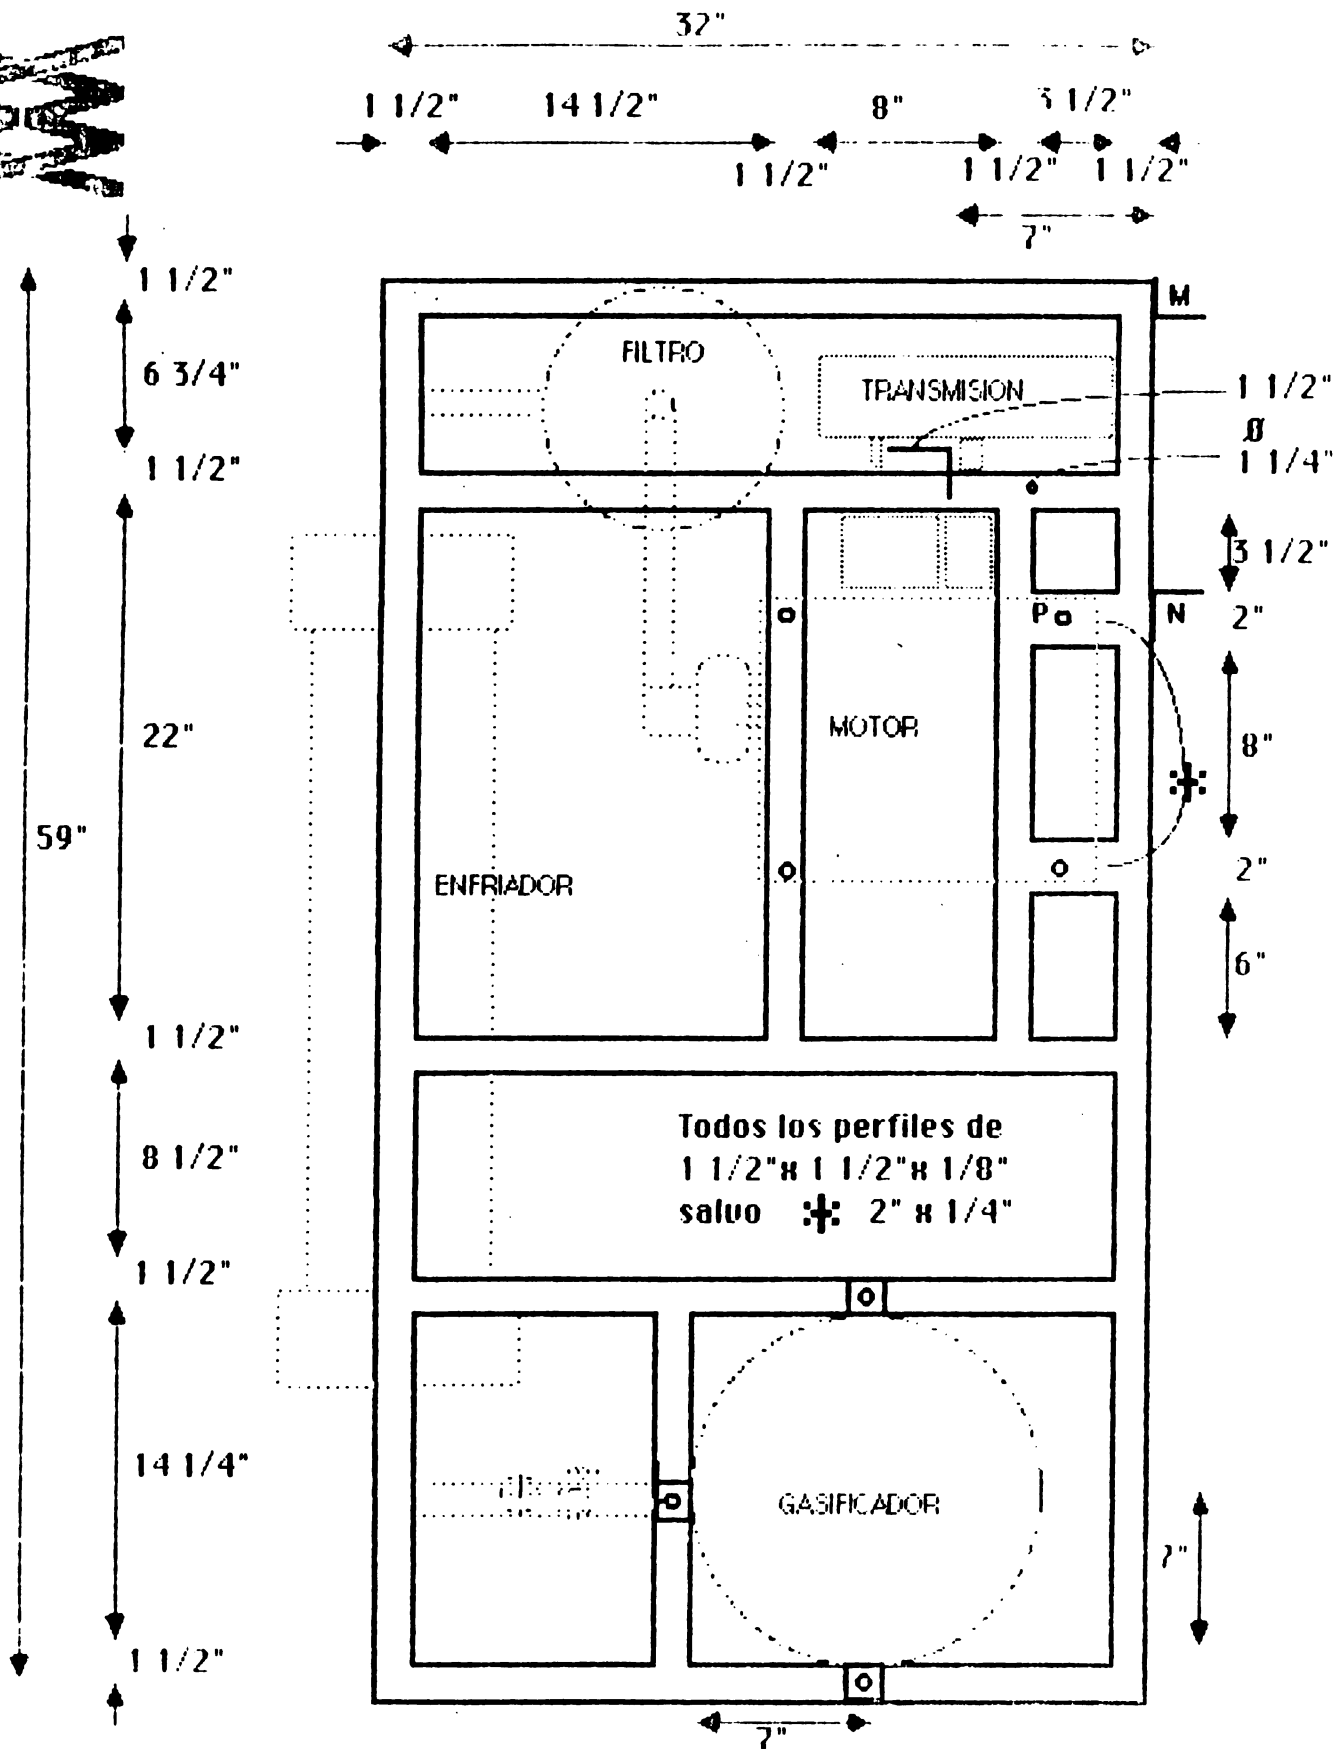 32"
1 1/2" 14 1/2" 8" 3 1/2"
1 1/2" 1 1/2" 1 1/2"
7"
1 1/2"
M
FILTRO
6 3/4"
TRANSMISION
1 1/2"
Ø
1 1/4"
1 1/2"
3 1/2"
P
N
2"
22"
MOTOR
8"
59"
ENFRIADOR
2"
6"
1 1/2"
Todos los perfiles de
1 1/2"x 1 1/2"x 1/8"
salvo 2" x 1/4"
8 1/2"
1 1/2"
14 1/4"
GASIFICADOR
7"
1 1/2"
7"